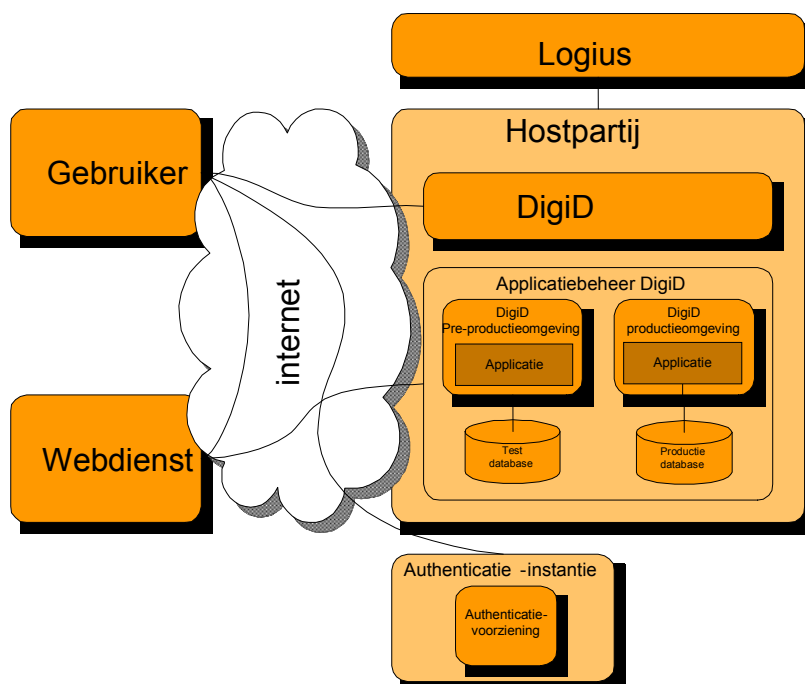 Logius
Hostpartij
Gebruiker
DigiD
internet
Applicatiebeheer DigiD
DigiD
Pre-productieomgeving
Applicatie
Test
database
DigiD
productieomgeving
Applicatie
Productie
database
Webdienst
Authenticatie -instantie
Authenticatie-
voorziening